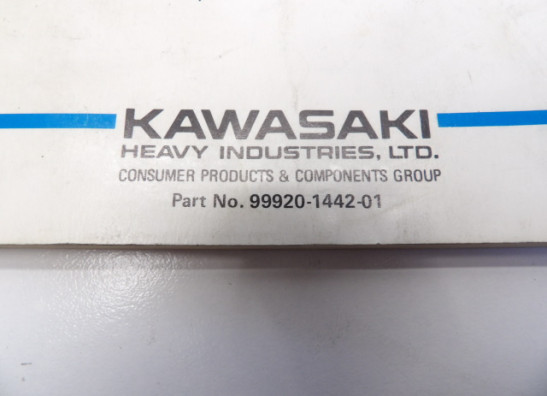 KAWASAKI
HEAVY INDUSTRIES, LTD.
CONSUMER PRODUCTS & COMPONENTS GROUP
Part No. 99920-1442-01